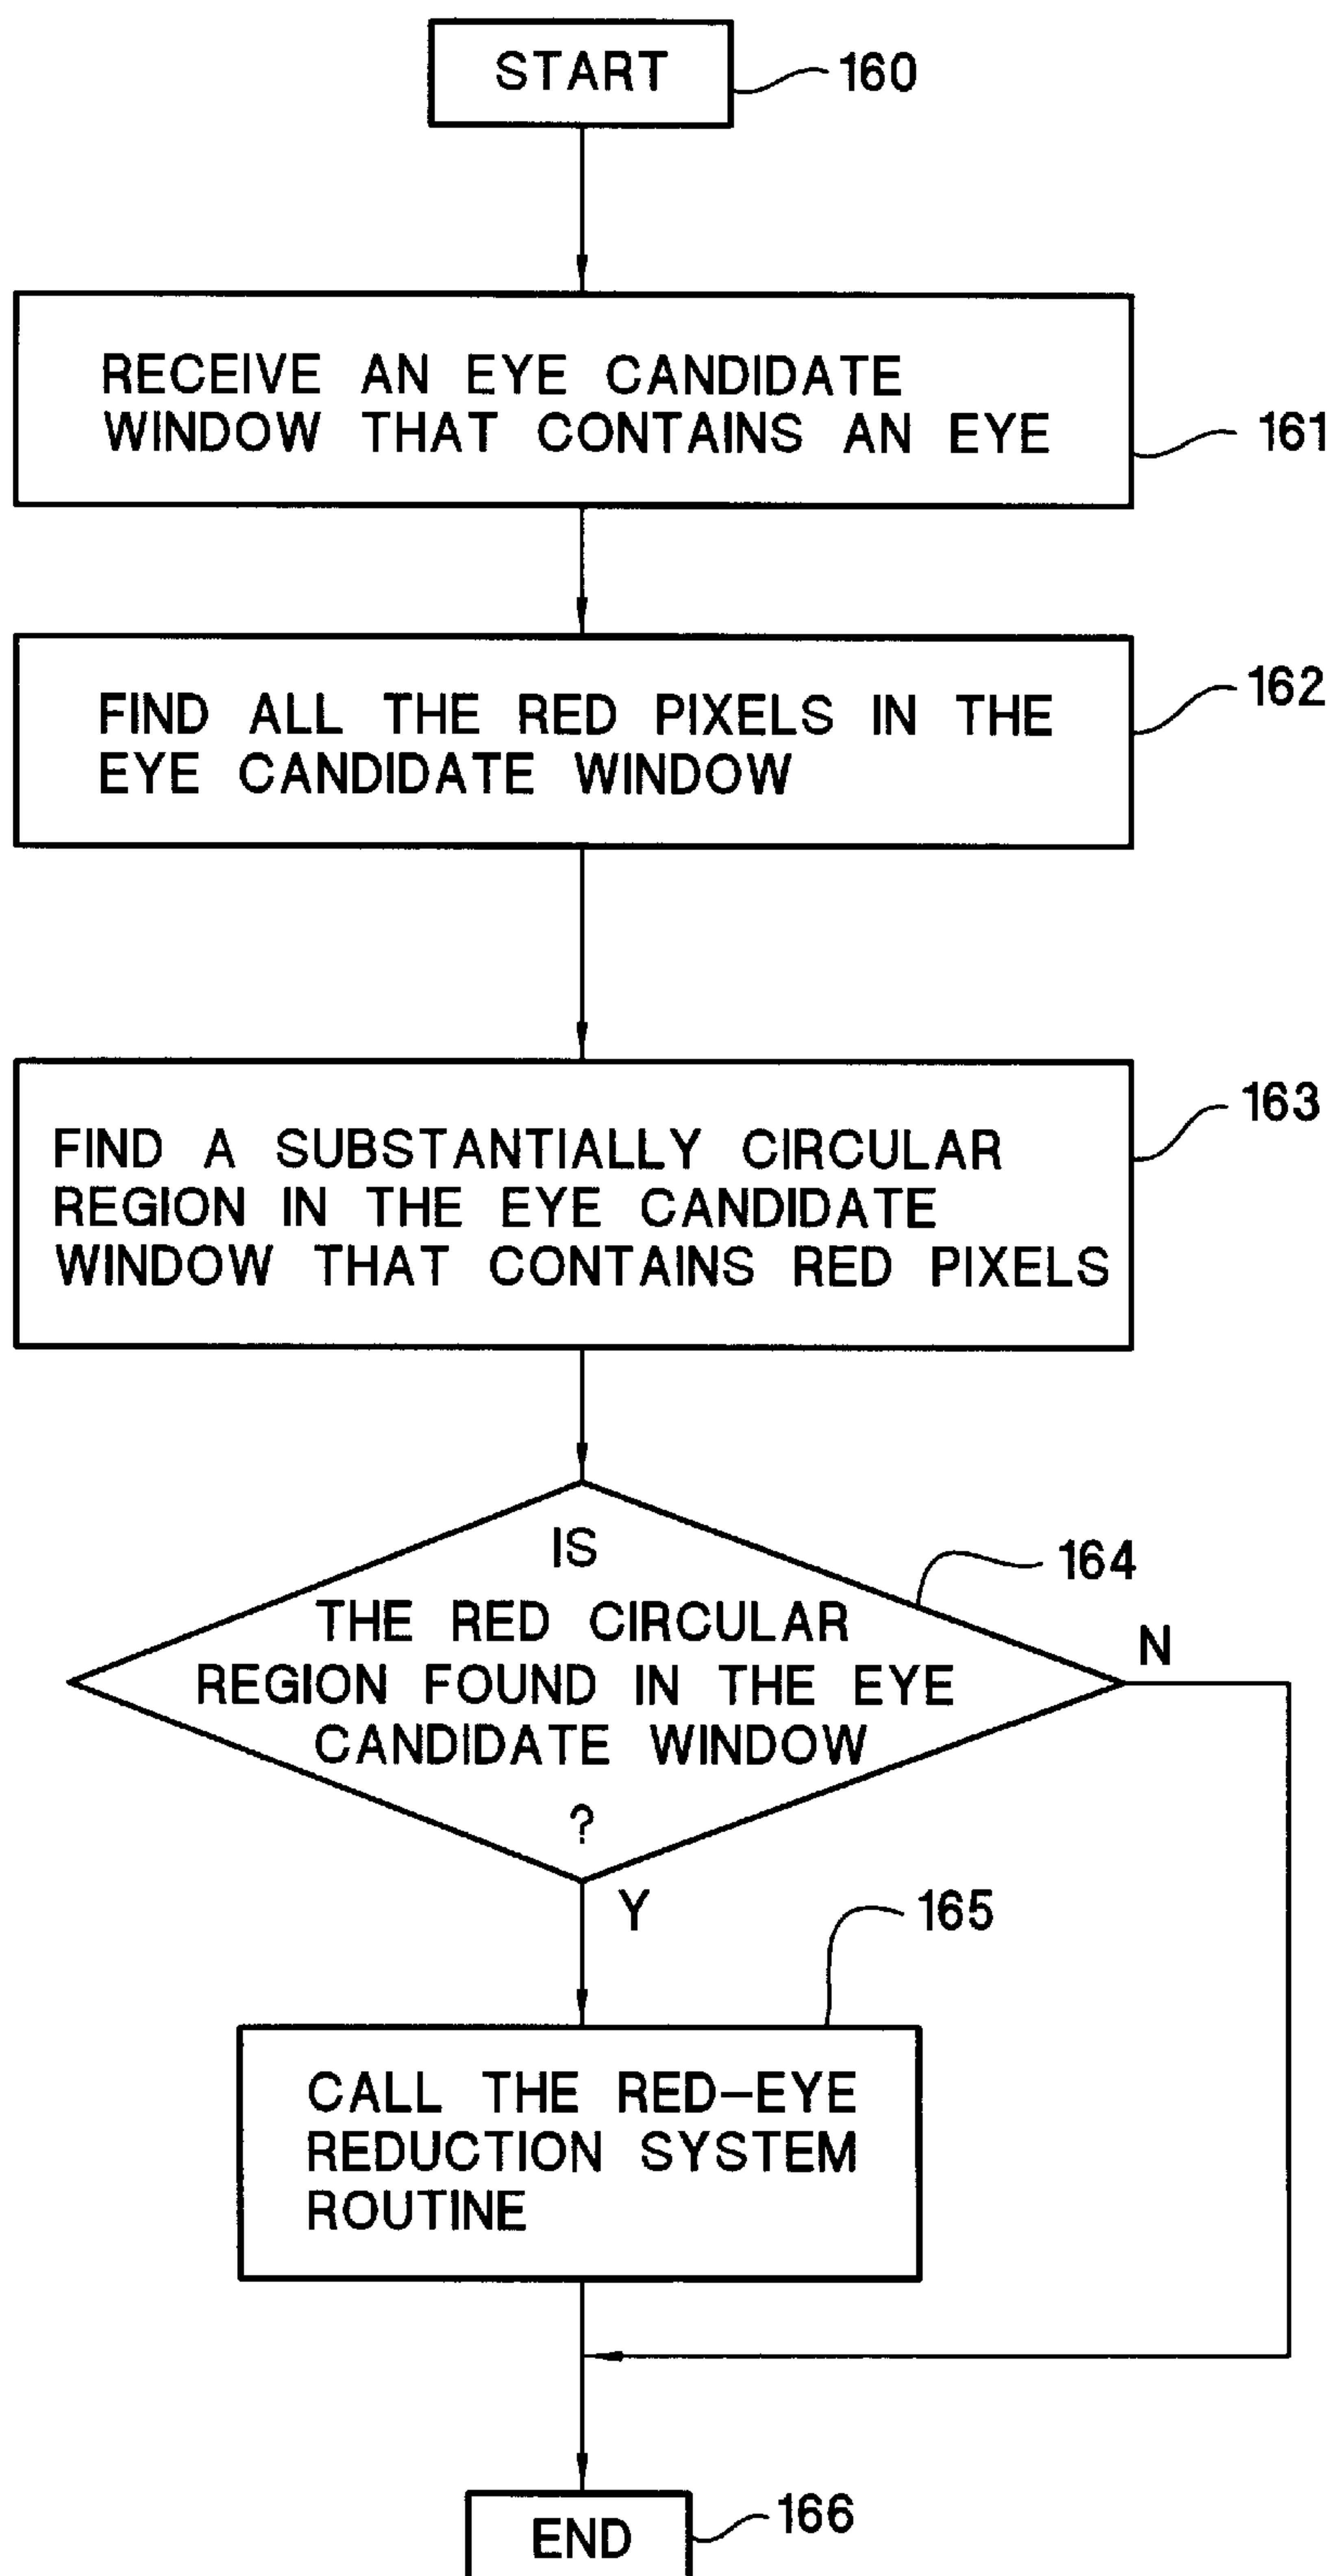 START
160
RECEIVE AN EYE CANDIDATE
WINDOW THAT CONTAINS AN EYE
161
FIND ALL THE RED PIXELS IN THE
EYE CANDIDATE WINDOW
162
FIND A SUBSTANTIALLY CIRCULAR
REGION IN THE EYE CANDIDATE
WINDOW THAT CONTAINS RED PIXELS
163
IS
THE RED CIRCULAR
REGION FOUND IN THE EYE
CANDIDATE WINDOW
?
164
N
Y
165
CALL THE RED-EYE
REDUCTION SYSTEM
ROUTINE
END
166